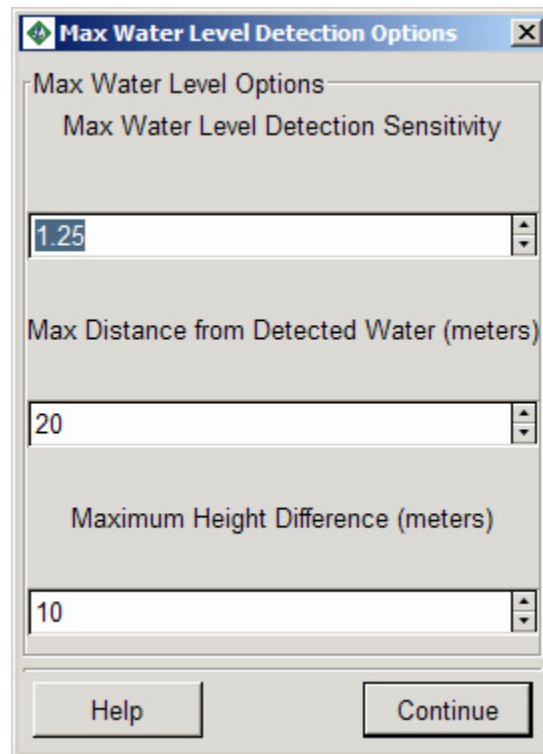 Max Water Level Detection Options
Max Water Level Options
Max Water Level Detection Sensitivity
1.25
Max Distance from Detected Water (meters)
20
Maximum Height Difference (meters)
10
Help Continue